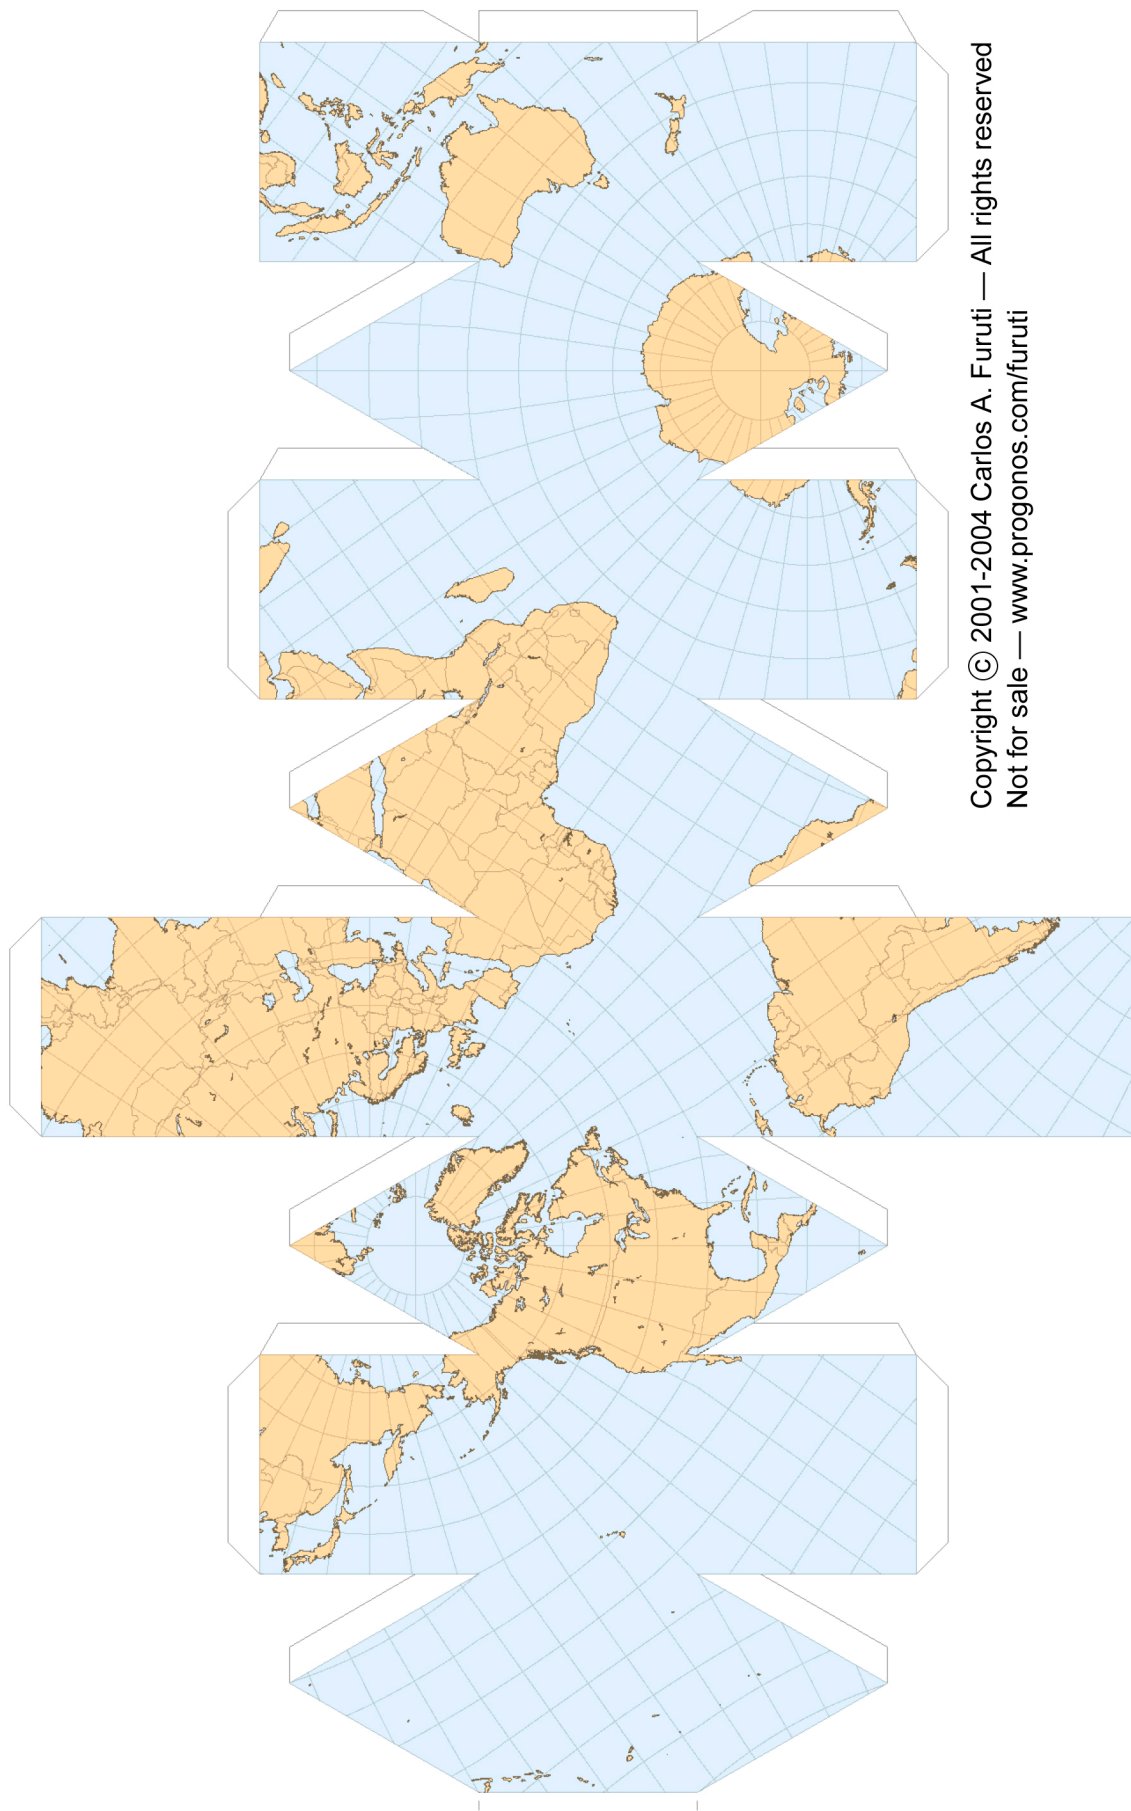 Copyright © 2001-2004 Carlos A. Furuti — All rights reserved
Not for sale — www.progonos.com/furuti